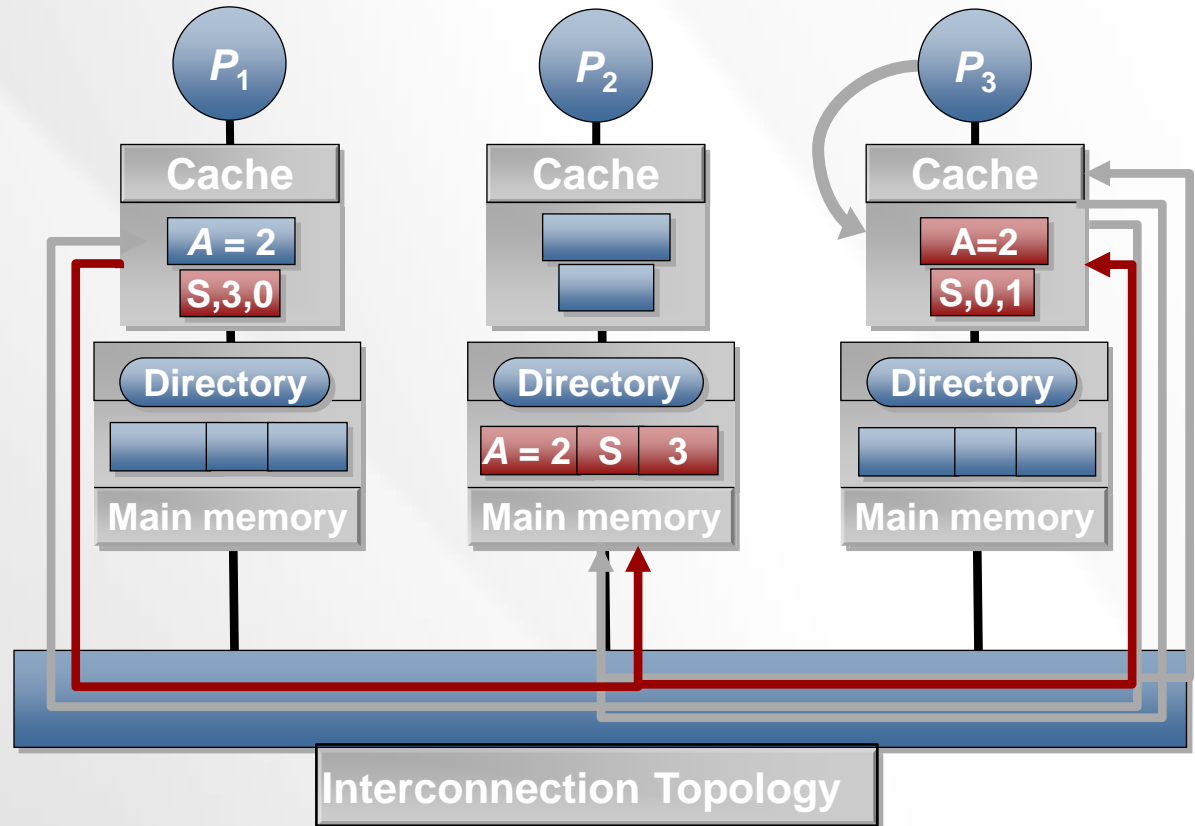 P1
P2
P3
Cache
Cache
Cache
A = 2
A=2
S,3,0
S,0,1
Directory
Directory
Directory
A = 2 S 3
Main memory
Main memory
Main memory
Interconnection Topology